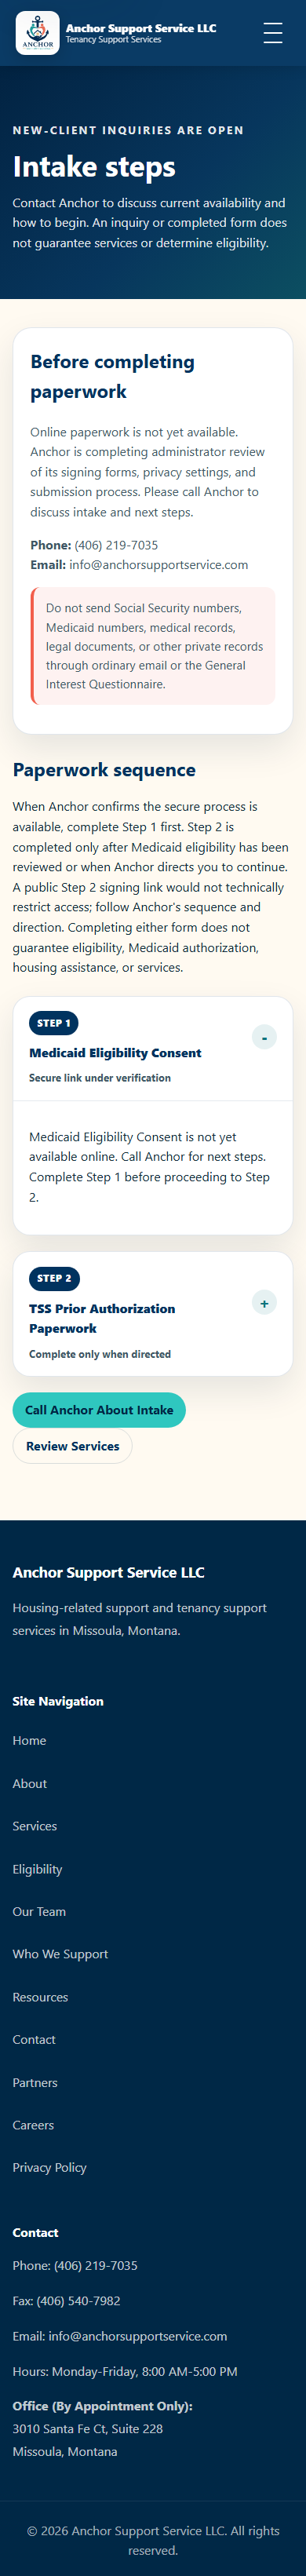 ANCHOR
Anchor Support Service LLC
Tenancy Support Services
NEW-CLIENT INQUIRIES ARE OPEN
Intake steps
Contact Anchor to discuss current availability and
how to begin. An inquiry or completed form does
not guarantee services or determine eligibility.
Before completing
paperwork
Online paperwork is not yet available.
Anchor is completing administrator review
of its signing forms, privacy settings, and
submission process. Please call Anchor to
discuss intake and next steps.
Phone: (406) 219-7035
Email: info@anchorsupportservice.com
Do not send Social Security numbers,
Medicaid numbers, medical records,
legal documents, or other private records
through ordinary email or the General
Interest Questionnaire.
Paperwork sequence
When Anchor confirms the secure process is
available, complete Step 1 first. Step 2 is
completed only after Medicaid eligibility has been
reviewed or when Anchor directs you to continue.
A public Step 2 signing link would not technically
restrict access; follow Anchor's sequence and
direction. Completing either form does not
guarantee eligibility, Medicaid authorization,
housing assistance, or services.
STEP 1
Medicaid Eligibility Consent
Secure link under verification
-
Medicaid Eligibility Consent is not yet
available online. Call Anchor for next steps.
Complete Step 1 before proceeding to Step
2.
STEP 2
TSS Prior Authorization
Paperwork
Complete only when directed
+
Call Anchor About Intake
Review Services
Anchor Support Service LLC
Housing-related support and tenancy support
services in Missoula, Montana.
Site Navigation
Home
About
Services
Eligibility
Our Team
Who We Support
Resources
Contact
Partners
Careers
Privacy Policy
Contact
Phone: (406) 219-7035
Fax: (406) 540-7982
Email: info@anchorsupportservice.com
Hours: Monday-Friday, 8:00 AM-5:00 PM
Office (By Appointment Only):
3010 Santa Fe Ct, Suite 228
Missoula, Montana
© 2026 Anchor Support Service LLC. All rights
reserved.